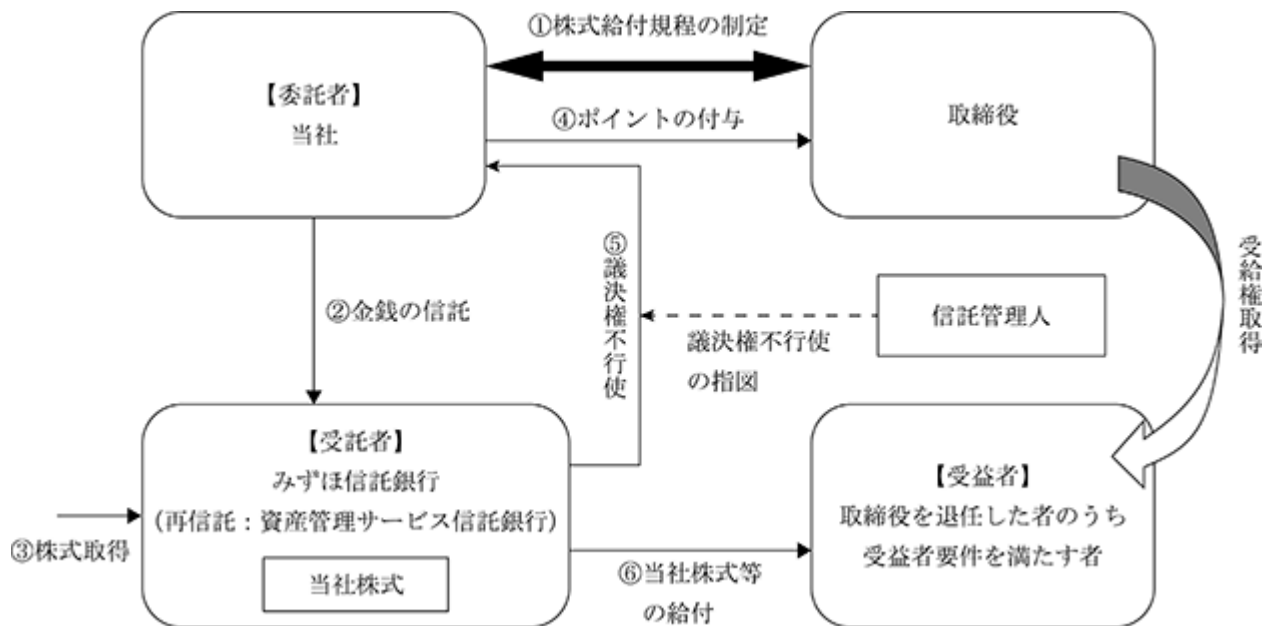 ①株式給付規程の制定
【委託者】
当社
④ポイントの付与
取締役
②金銭の信託
⑤議決権不行使
議決権不行使
の指図
信託管理人
受給権取得
【受託者】
みずほ信託銀行
（再信託：資産管理サービス信託銀行）
当社株式
③株式取得
⑥当社株式等
の給付
【受益者】
取締役を退任した者のうち
受益者要件を満たす者